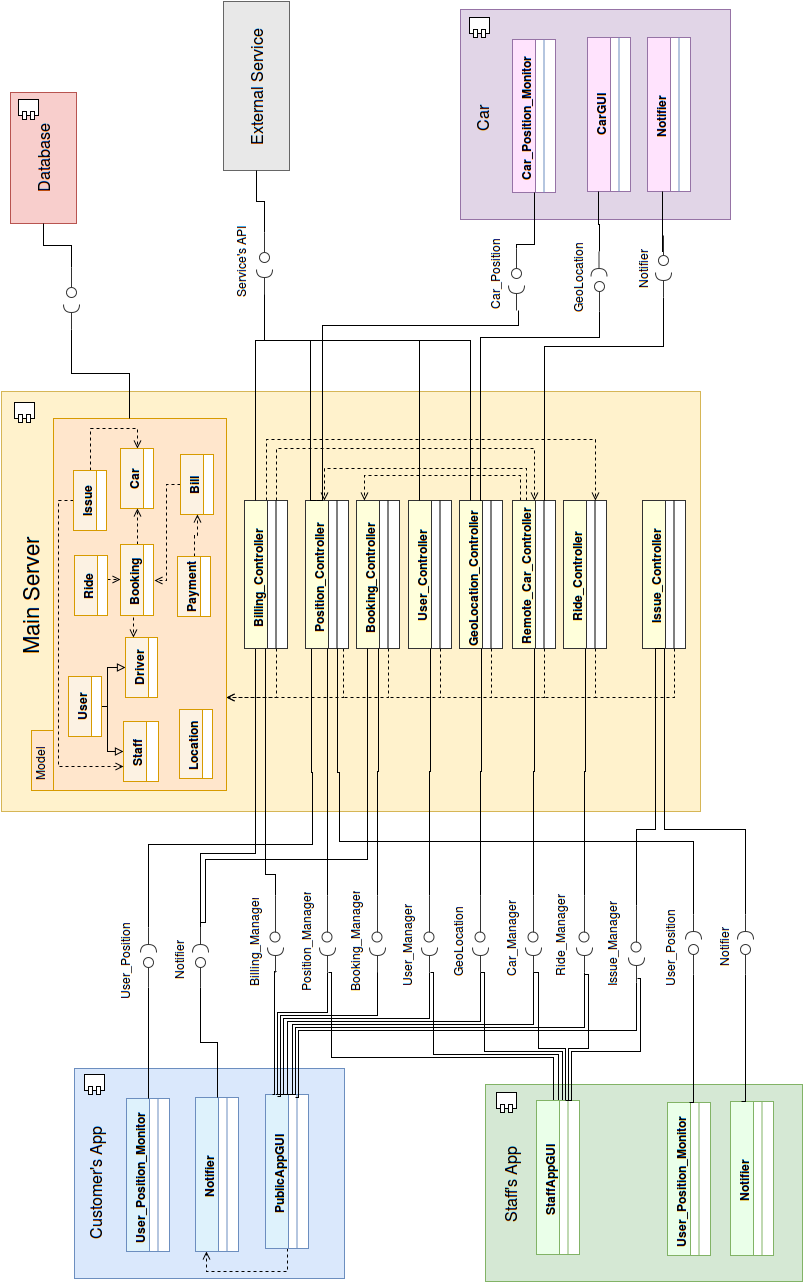 Database
External Service
Car
Car_Position_Monitor
CarGUI
Notifier
Service's API
Car_Position
GeoLocation
Notifier
Main Server
Model
Issue
Car
Bill
Ride
Booking
Payment
User
Driver
Staff
Location
Billing_Controller
Position_Controller
Booking_Controller
User_Controller
GeoLocation_Controller
Remote_Car_Controller
Ride_Controller
Issue_Controller
User_Position
Notifier
Billing_Manager
Position_Manager
Booking_Manager
User_Manager
GeoLocation
Car_Manager
Ride_Manager
Issue_Manager
User_Position
Notifier
Customer's App
User_Position_Monitor
Notifier
PublicAppGUI
Staff's App
StaffAppGUI
User_Position_Monitor
Notifier